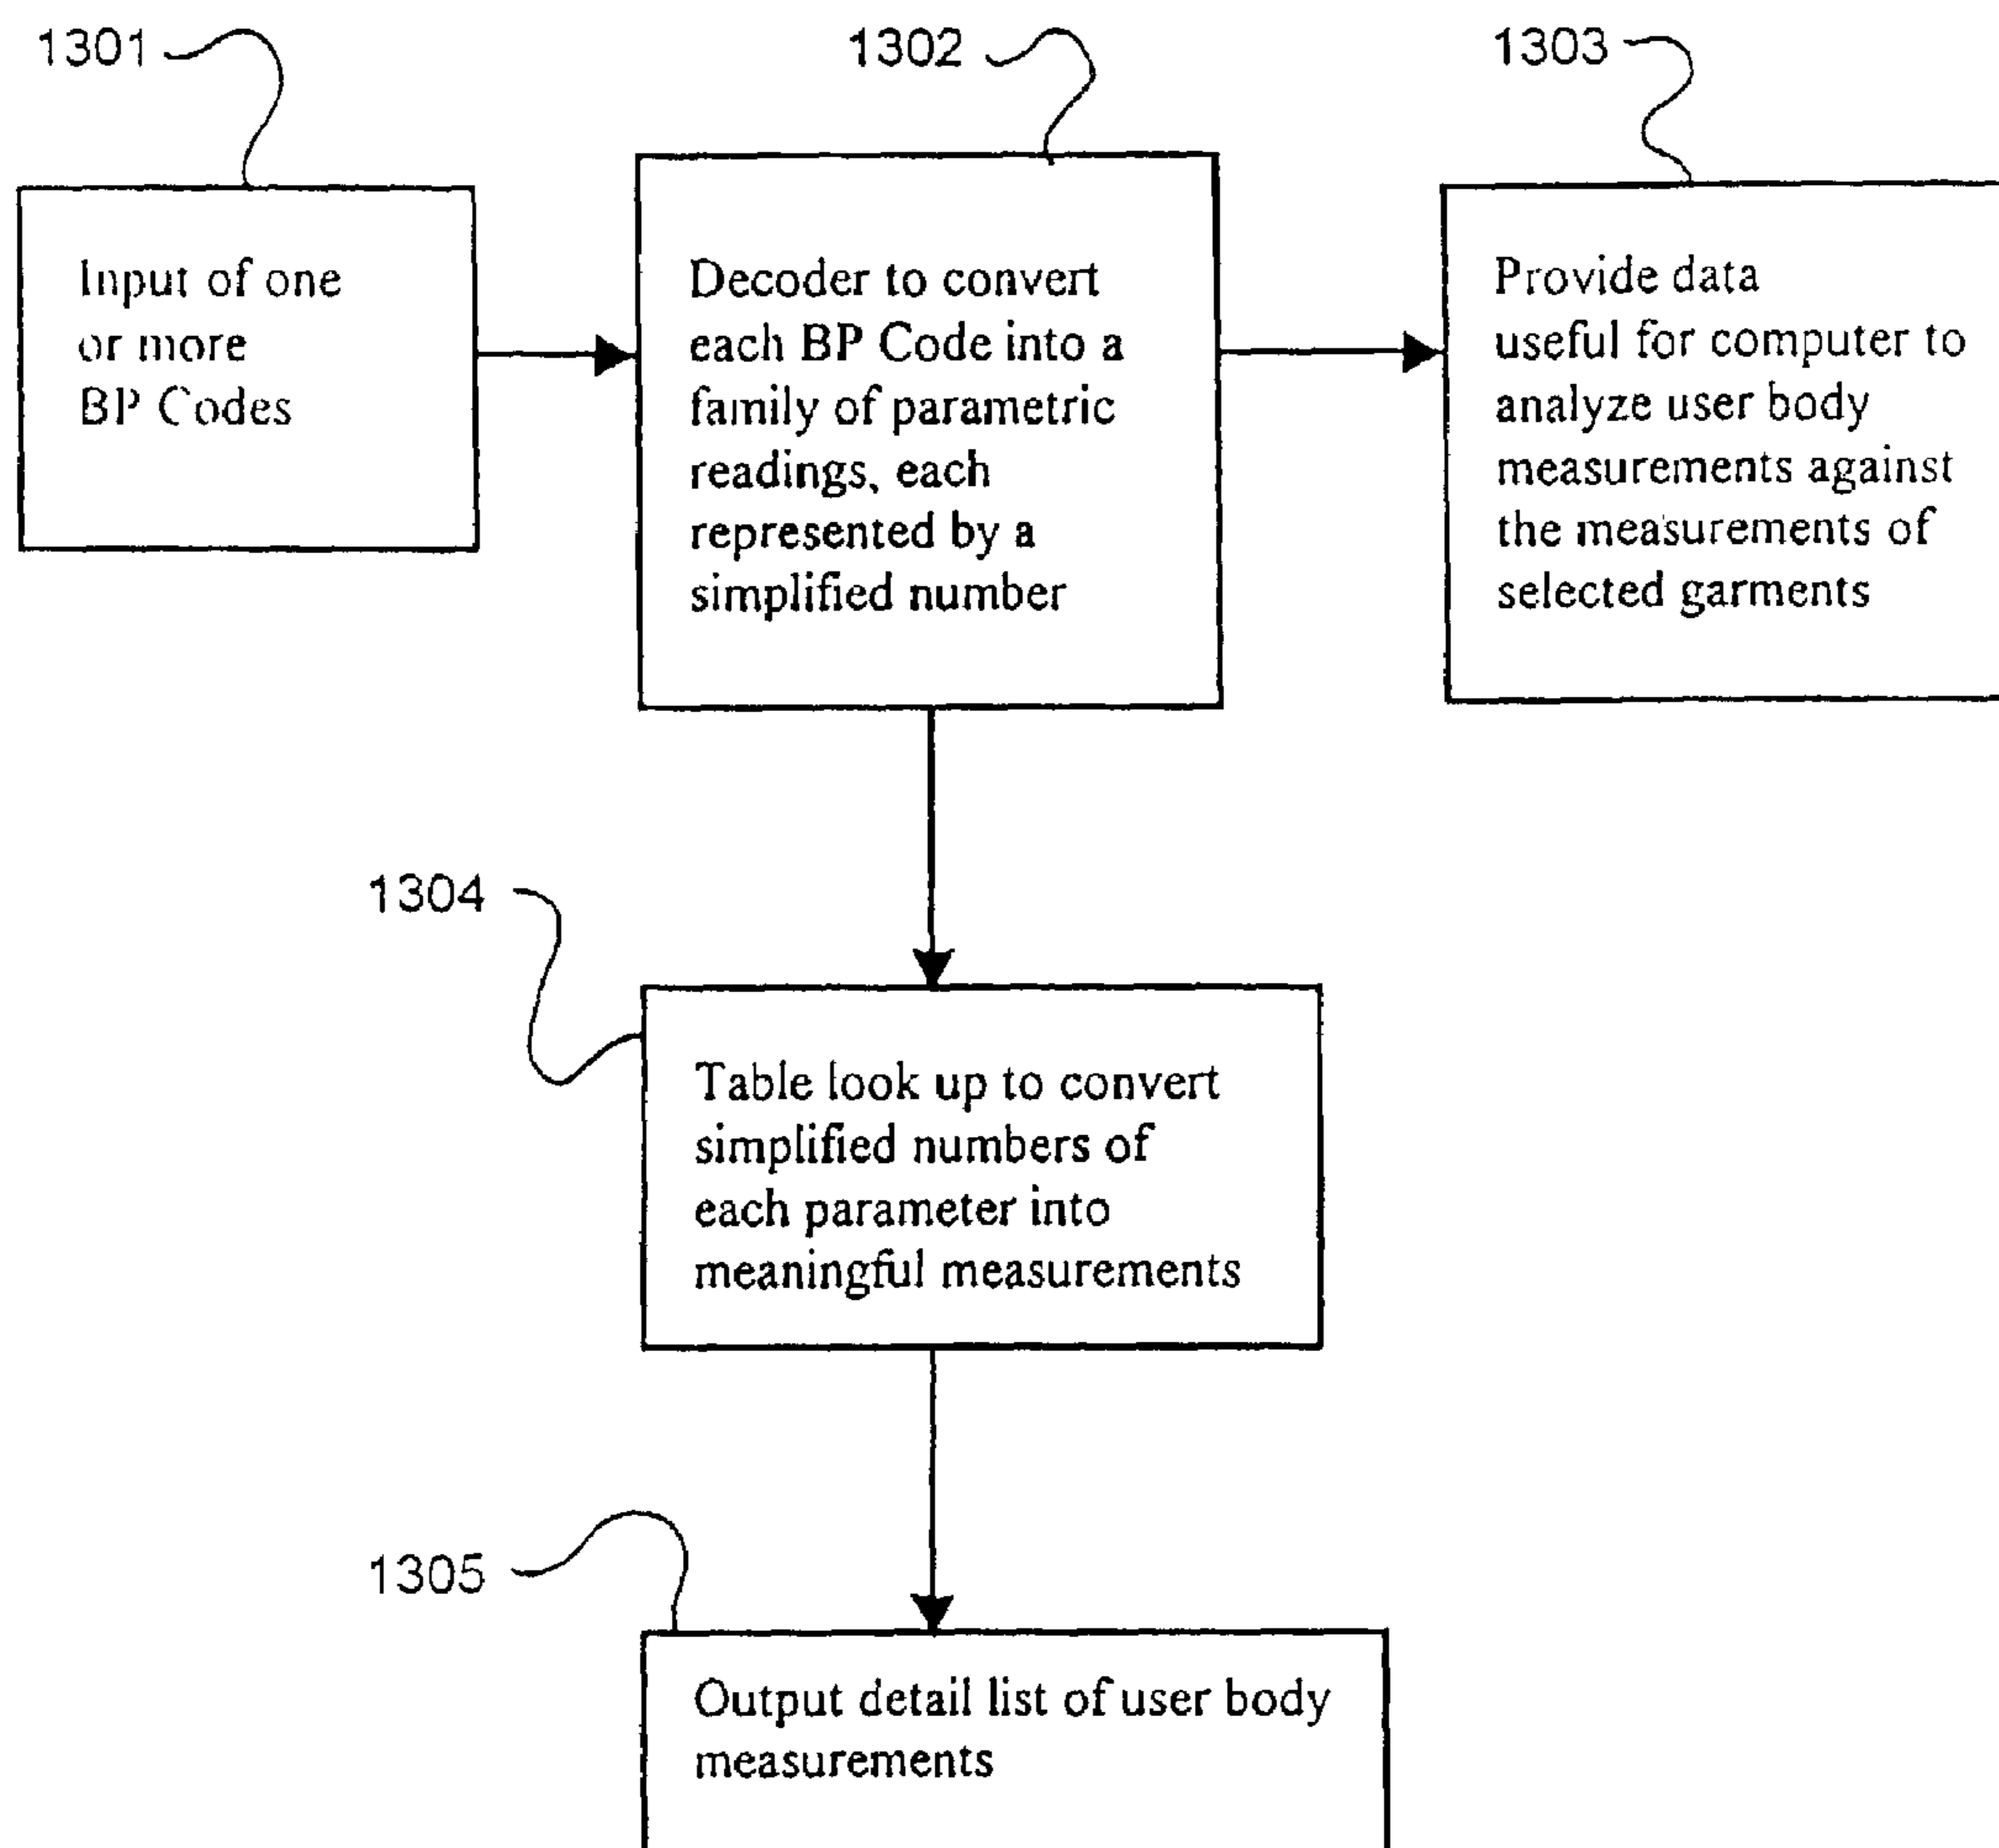 1301
1302
1303
Input of one
or more
BP Codes
Decoder to convert
each BP Code into a
family of parametric
readings, each
represented by a
simplified number
Provide data
useful for computer to
analyze user body
measurements against
the measurements of
selected garments
1304
Table look up to convert
simplified numbers of
each parameter into
meaningful measurements
1305
Output detail list of user body
measurements